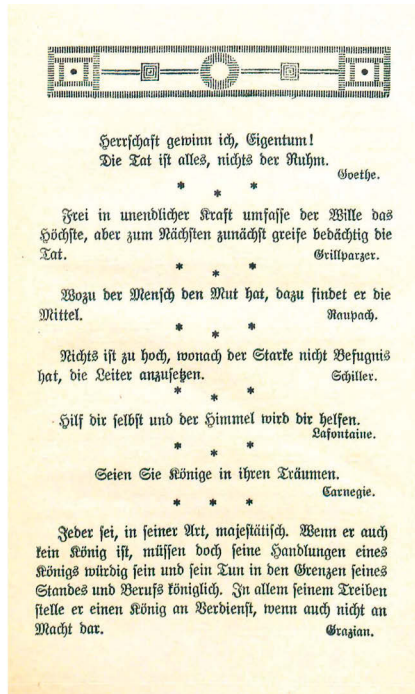 Herrschaft gewinn ich, Eigentum!
Die Tat ist alles, nichts der Ruhm.
Goethe.
* * *
Frei in unendlicher Kraft umfasse der Wille das
Höchste, aber zum Nächsten zunächst greife bedächtig die
Tat. Grillparzer.
* * *
Wozu der Mensch den Mut hat, dazu findet er die
Mittel. Raupach.
* * *
Nichts ist zu hoch, wonach der Starke nicht Befugnis
hat, die Leiter anzusetzen. Schiller.
* * *
Hilf dir selbst und der Himmel wird dir helfen.
Lafontaine.
* * *
Seien Sie Könige in ihren Träumen.
Carnegie.
* * *
Jeder sei, in seiner Art, majestätisch. Wenn er auch
kein König ist, müssen doch seine Handlungen eines
Königs würdig sein und sein Tun in den Grenzen seines
Standes und Berufs königlich. In allem seinem Treiben
stelle er einen König an Verdienst, wenn auch nicht an
Macht dar. Grazian.